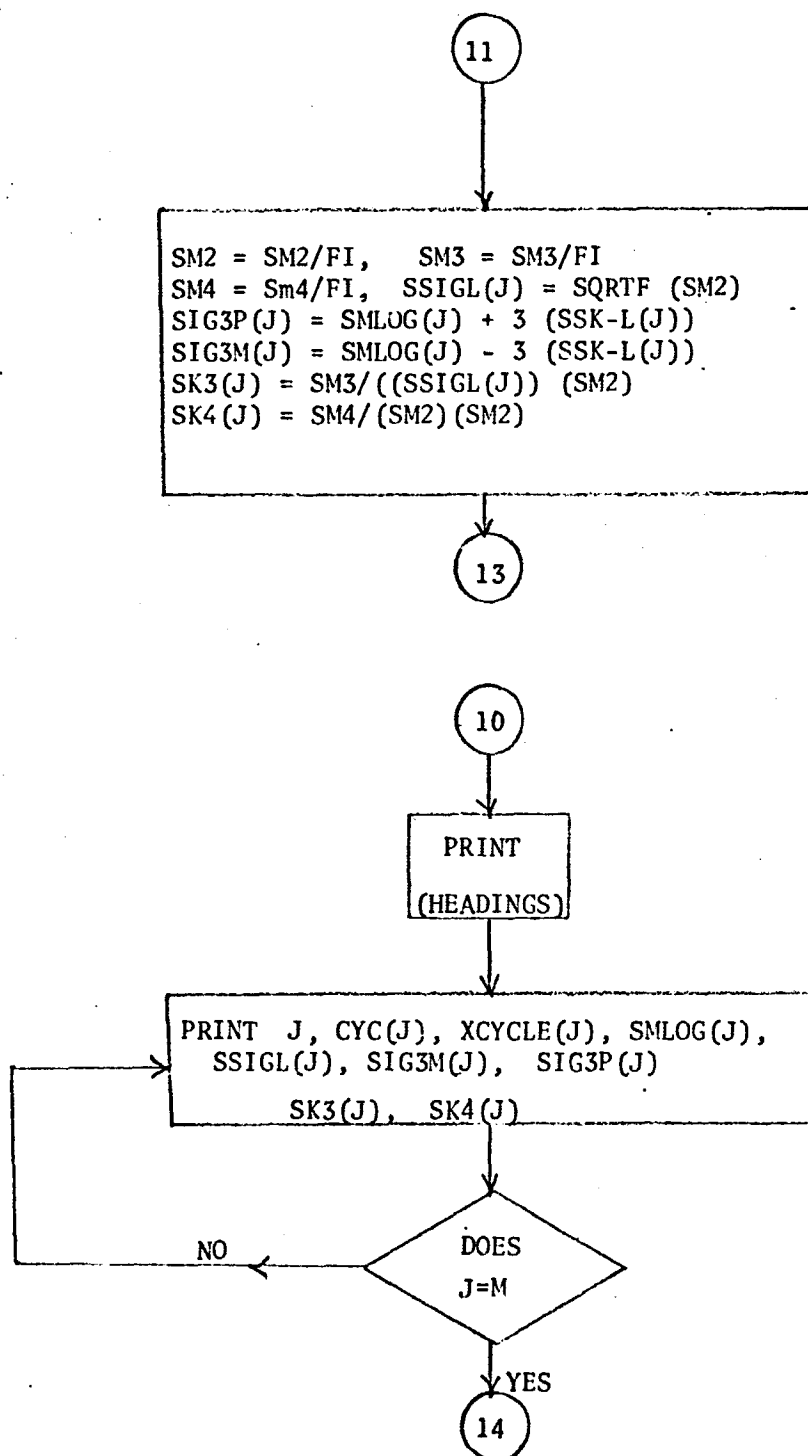 11
SM2 = SM2/FI, SM3 = SM3/FI
SM4 = Sm4/FI, SSIGL(J) = SQRTF (SM2)
SIG3P(J) = SMLOG(J) + 3 (SSK-L(J))
SIG3M(J) = SMLOG(J) - 3 (SSK-L(J))
SK3(J) = SM3/((SSIGL(J)) (SM2)
SK4(J) = SM4/(SM2)(SM2)
13
10
PRINT
(HEADINGS)
PRINT J, CYC(J), XCYCLE(J), SMLOG(J),
SSIGL(J), SIG3M(J), SIG3P(J)
SK3(J), SK4(J)
DOES
NO
J=M
YES
14